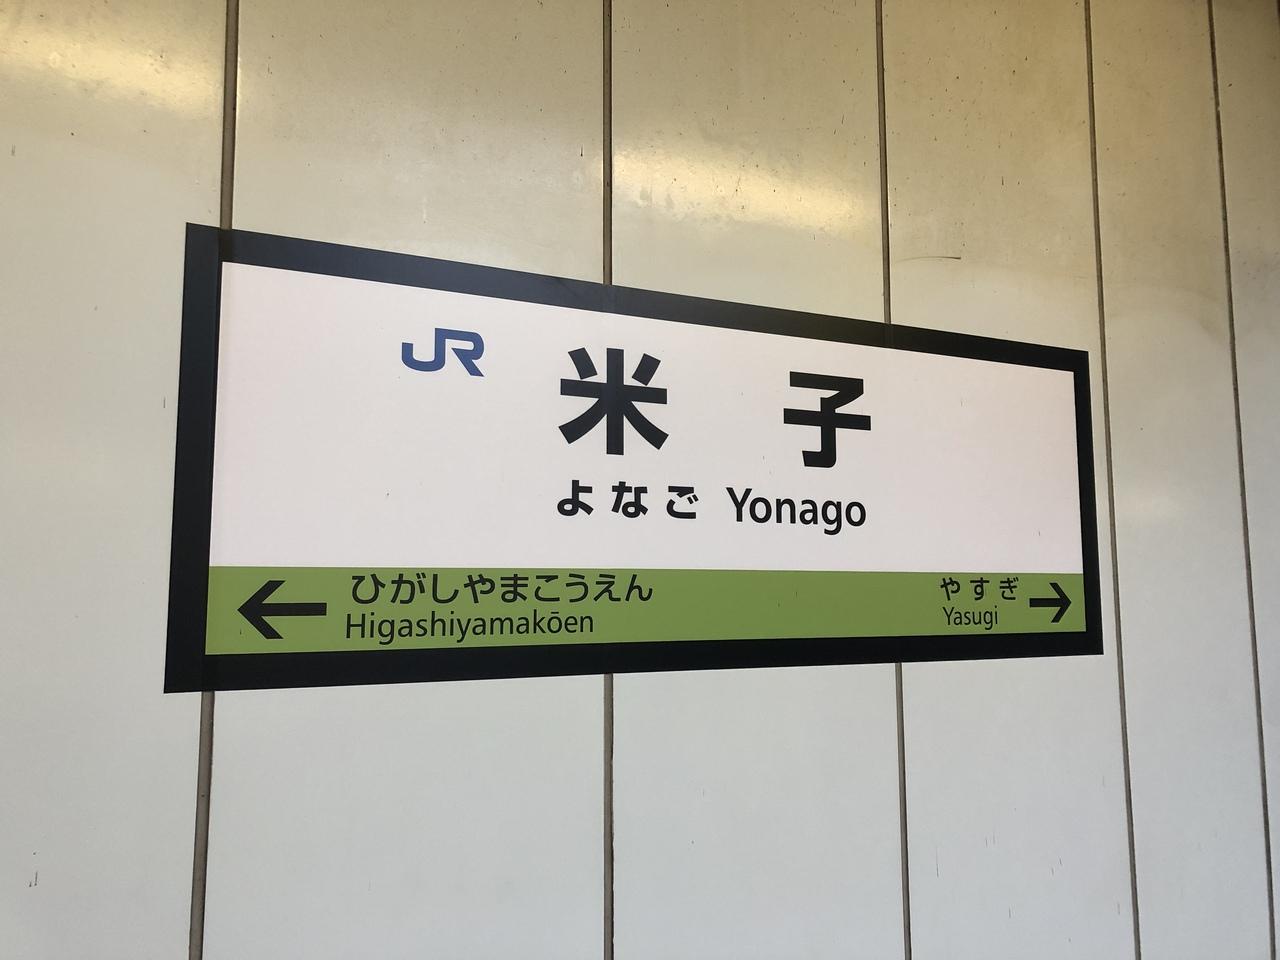 JR 米子
よなご Yonago
← ひがしやまこうえん
Higashiyamakōen
やすぎ →
Yasugi